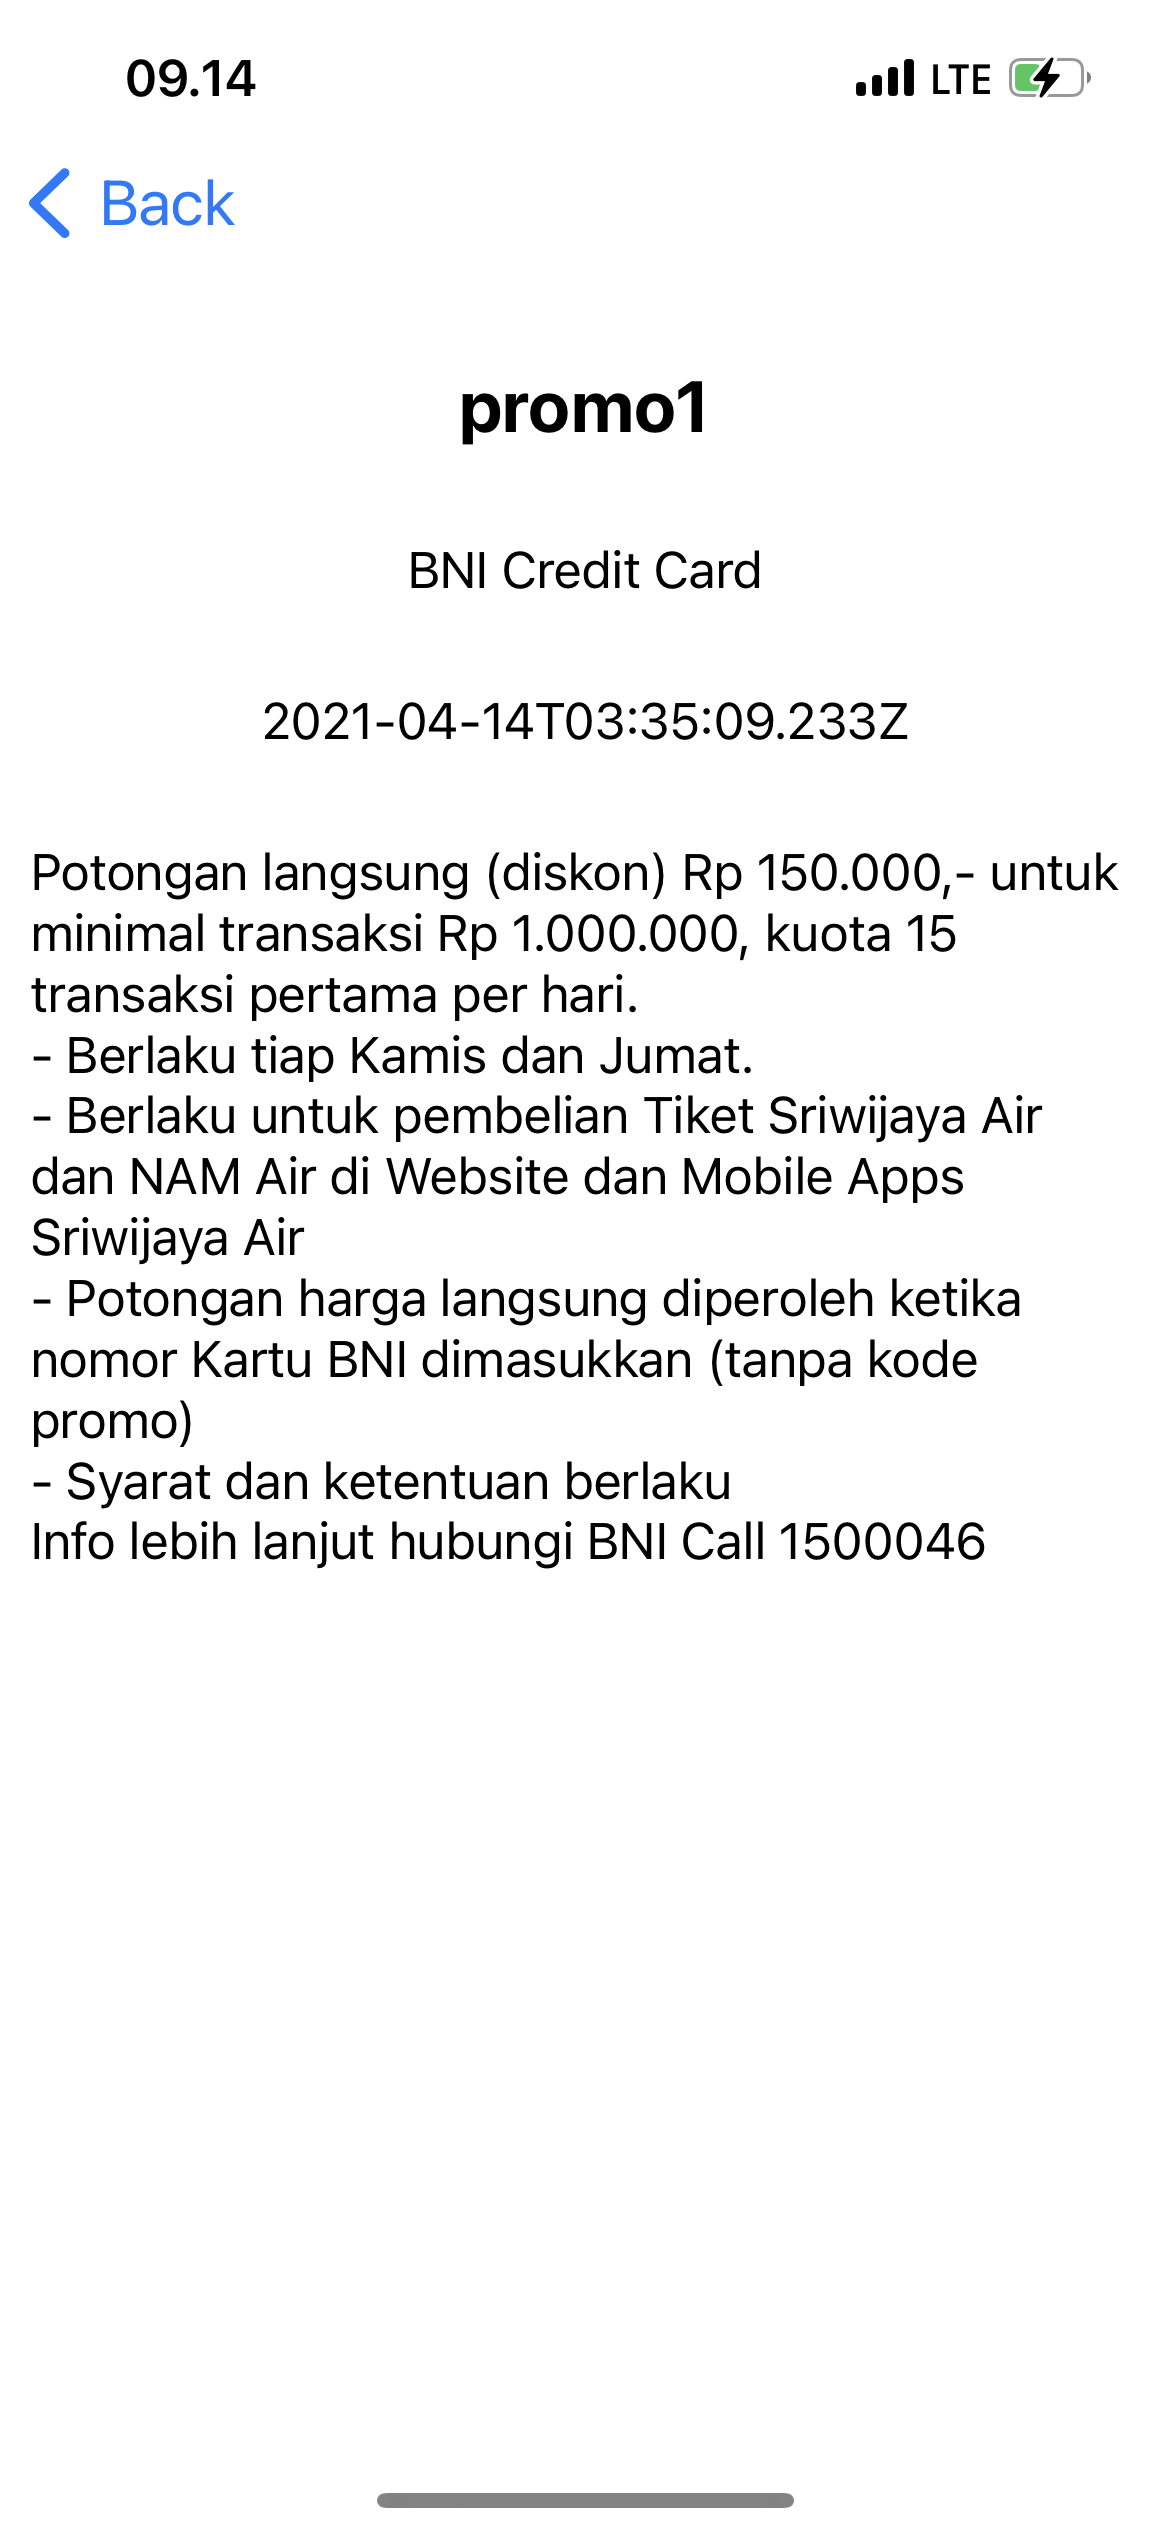 09.14
LTE
Back
promo1
BNI Credit Card
2021-04-14T03:35:09.233Z
Potongan langsung (diskon) Rp 150.000,- untuk
minimal transaksi Rp 1.000.000, kuota 15
transaksi pertama per hari.
- Berlaku tiap Kamis dan Jumat.
- Berlaku untuk pembelian Tiket Sriwijaya Air
dan NAM Air di Website dan Mobile Apps
Sriwijaya Air
- Potongan harga langsung diperoleh ketika
nomor Kartu BNI dimasukkan (tanpa kode
promo)
- Syarat dan ketentuan berlaku
Info lebih lanjut hubungi BNI Call 1500046